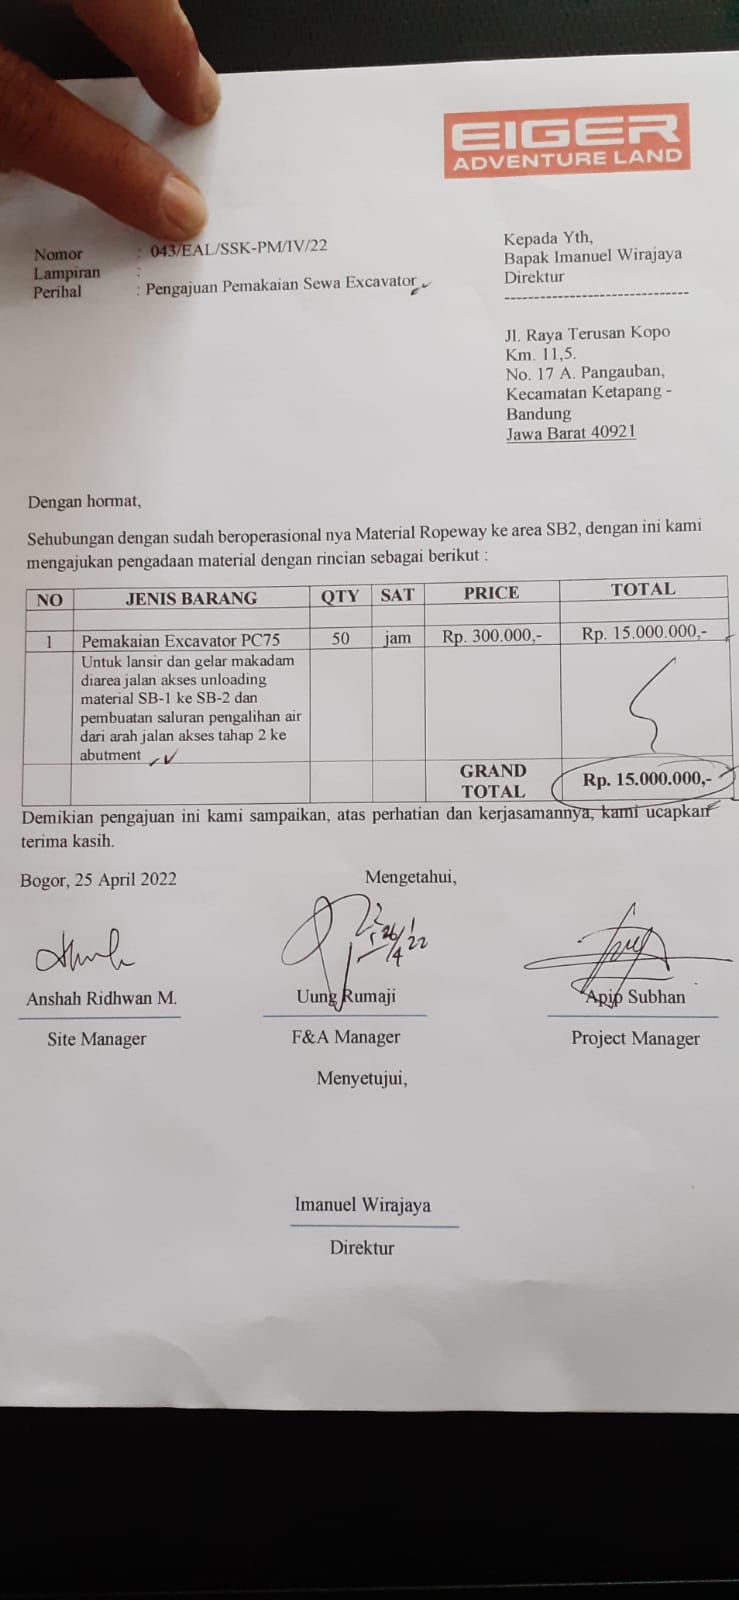 EIGER
ADVENTURE LAND
Nomor : 043/EAL/SSK-PM/IV/22
Lampiran :
Perihal : Pengajuan Pemakaian Sewa Excavator
Kepada Yth,
Bapak Imanuel Wirajaya
Direktur
-------------------------------
Jl. Raya Terusan Kopo
Km. 11,5.
No. 17 A. Pangauban,
Kecamatan Ketapang -
Bandung
Jawa Barat 40921
Dengan hormat,
Sehubungan dengan sudah beroperasional nya Material Ropeway ke area SB2, dengan ini kami
mengajukan pengadaan material dengan rincian sebagai berikut :
NO JENIS BARANG QTY SAT PRICE TOTAL
1 Pemakaian Excavator PC75 50 jam Rp. 300.000,- Rp. 15.000.000,-
Untuk lansir dan gelar makadam
diarea jalan akses unloading
material SB-1 ke SB-2 dan
pembuatan saluran pengalihan air
dari arah jalan akses tahap 2 ke
abutment
GRAND
TOTAL Rp. 15.000.000,-
Demikian pengajuan ini kami sampaikan, atas perhatian dan kerjasamannya, kami ucapkan
terima kasih.
Bogor, 25 April 2022 Mengetahui,
26/4/22
Anshah Ridhwan M. Uung Rumaji Apip Subhan
Site Manager F&A Manager Project Manager
Menyetujui,
Imanuel Wirajaya
Direktur